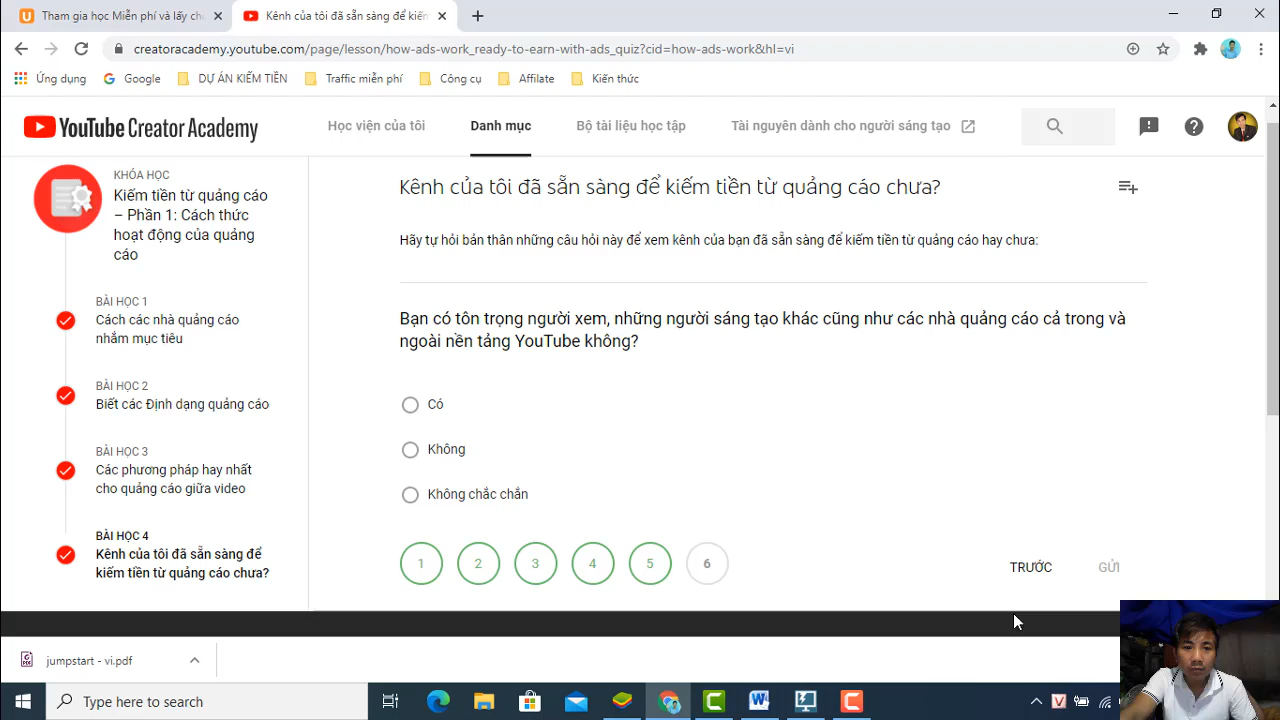 Tham gia học Miễn phí và lấy ch
Kênh của tôi đã sẵn sàng để kiếm
creatoracademy.youtube.com/page/lesson/how-ads-work_ready-to-earn-with-ads_quiz?cid=how-ads-work&hl=vi
Ứng dụng
Google
DỰ ÁN KIẾM TIỀN
Traffic miễn phí
Công cụ
Affilate
Kiến thức
YouTube Creator Academy
Học viện của tôi
Danh mục
Bộ tài liệu học tập
Tài nguyên dành cho người sáng tạo
KHÓA HỌC
Kiếm tiền từ quảng cáo
– Phần 1: Cách thức
hoạt động của quảng
cáo
BÀI HỌC 1
Cách các nhà quảng cáo
nhắm mục tiêu
BÀI HỌC 2
Biết các Định dạng quảng cáo
BÀI HỌC 3
Các phương pháp hay nhất
cho quảng cáo giữa video
BÀI HỌC 4
Kênh của tôi đã sẵn sàng để
kiếm tiền từ quảng cáo chưa?
Kênh của tôi đã sẵn sàng để kiếm tiền từ quảng cáo chưa?
Hãy tự hỏi bản thân những câu hỏi này để xem kênh của bạn đã sẵn sàng để kiếm tiền từ quảng cáo hay chưa:
Bạn có tôn trọng người xem, những người sáng tạo khác cũng như các nhà quảng cáo cả trong và
ngoài nền tảng YouTube không?
Có
Không
Không chắc chắn
1 2 3 4 5 6
TRƯỚC
GỬI
jumpstart - vi.pdf
Type here to search